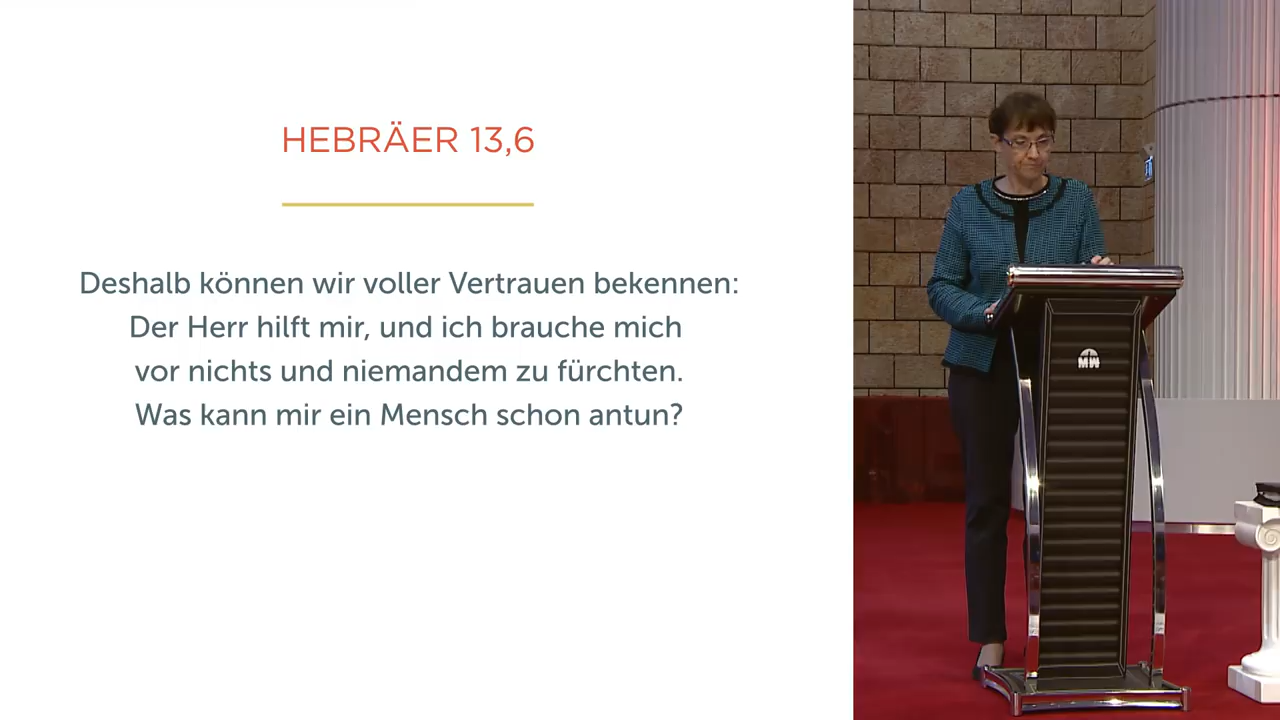 HEBRÄER 13,6
Deshalb können wir voller Vertrauen bekennen:
Der Herr hilft mir, und ich brauche mich
vor nichts und niemandem zu fürchten.
Was kann mir ein Mensch schon antun?
MW